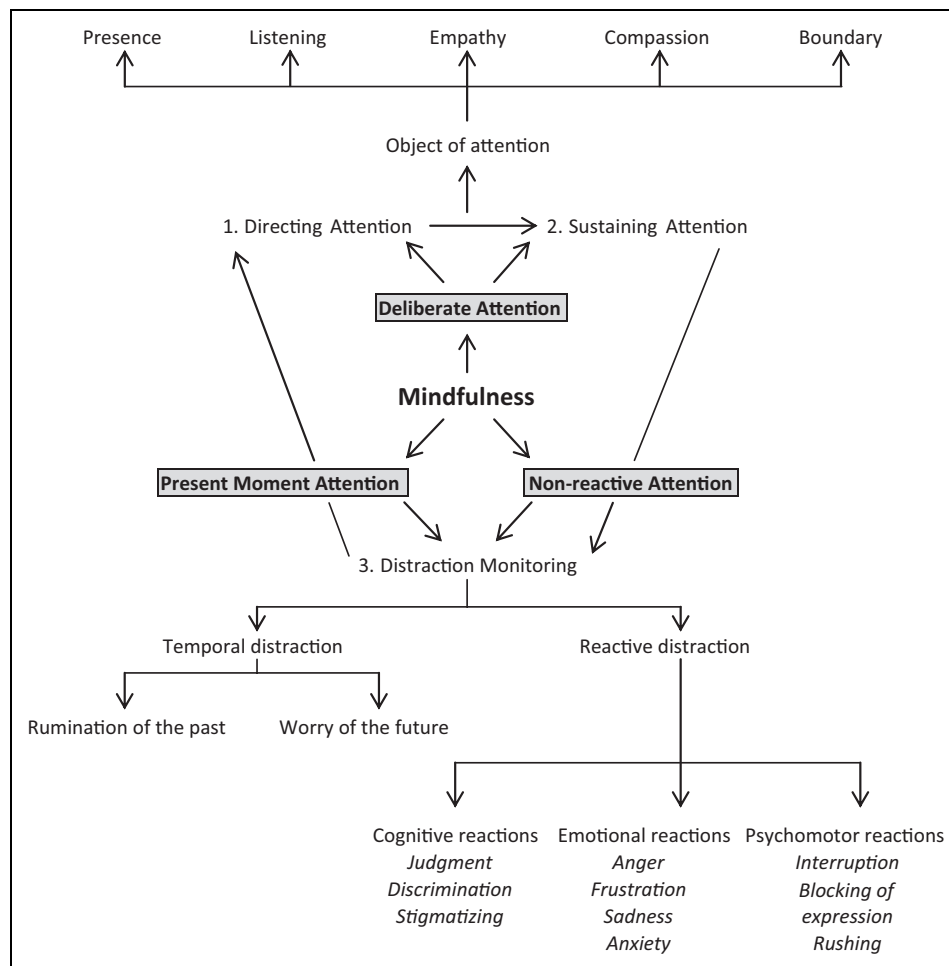 Presence Listening Empathy Compassion Boundary
Object of attention
1. Directing Attention 2. Sustaining Attention
Deliberate Attention
Mindfulness
Present Moment Attention Non-reactive Attention
3. Distraction Monitoring
Temporal distraction Reactive distraction
Rumination of the past Worry of the future
Cognitive reactions Emotional reactions Psychomotor reactions
Judgment Anger Interruption
Discrimination Frustration Blocking of
Stigmatizing Sadness expression
Anxiety Rushing